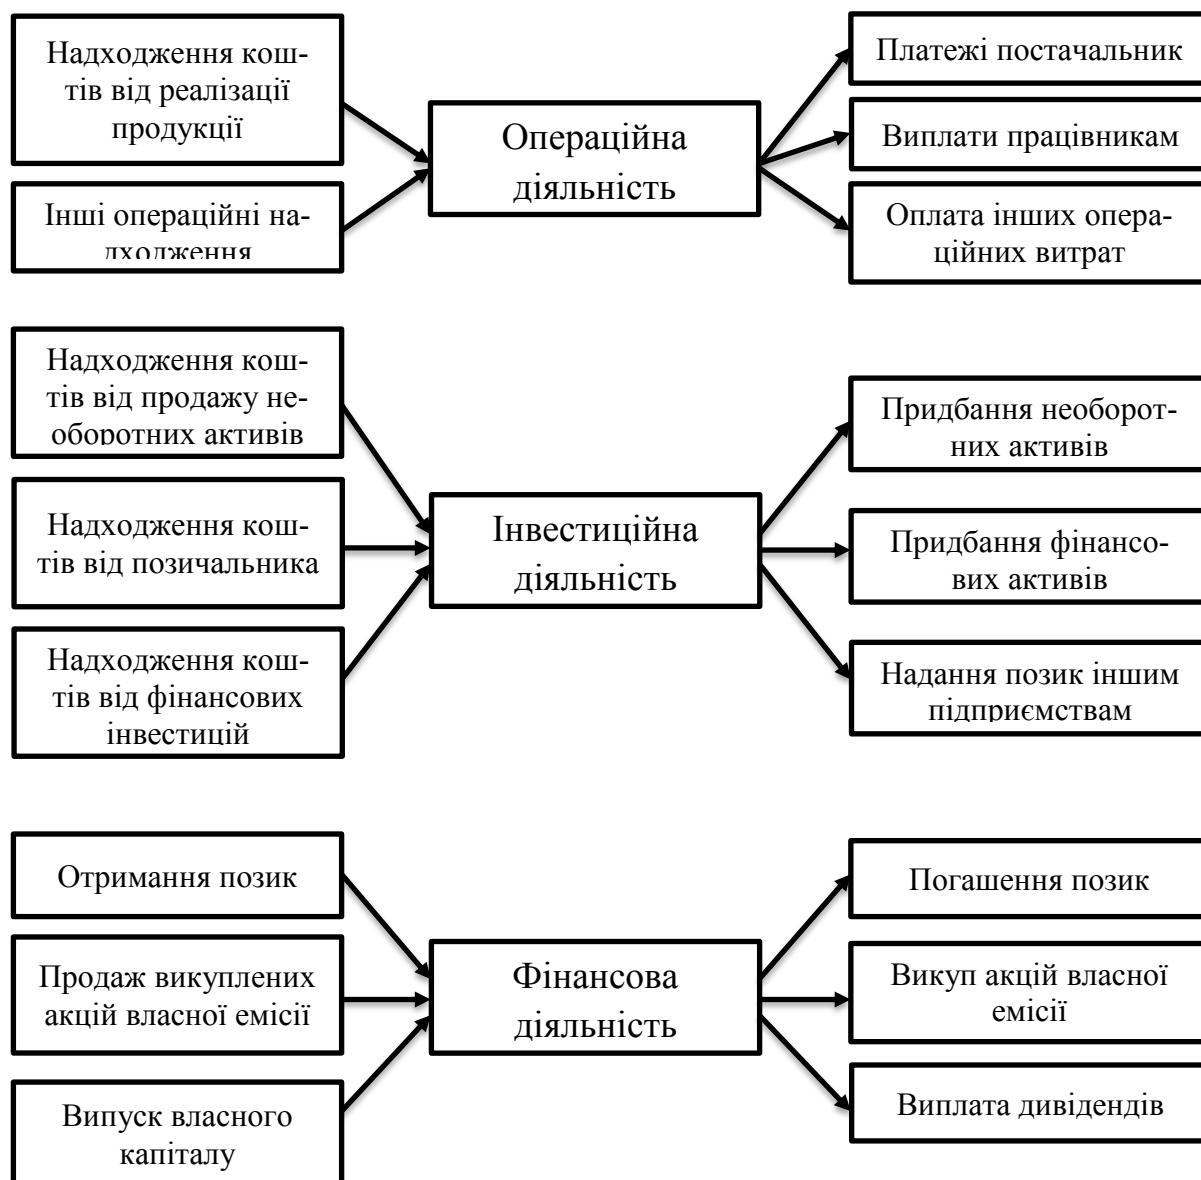 Надходження кош-
тів від реалізації
продукції
Інші операційні на-
дходження
Операційна
діяльність
Платежі постачальник
Виплати працівникам
Оплата інших опера-
ційних витрат
Надходження кош-
тів від продажу не-
оборотних активів
Надходження кош-
тів від позичальника
Надходження кош-
тів від фінансових
інвестицій
Інвестиційна
діяльність
Придбання необорот-
них активів
Придбання фінансо-
вих активів
Надання позик іншим
підприємствам
Отримання позик
Продаж викуплених
акцій власної емісії
Випуск власного
капіталу
Фінансова
діяльність
Погашення позик
Викуп акцій власної
емісії
Виплата дивідендів